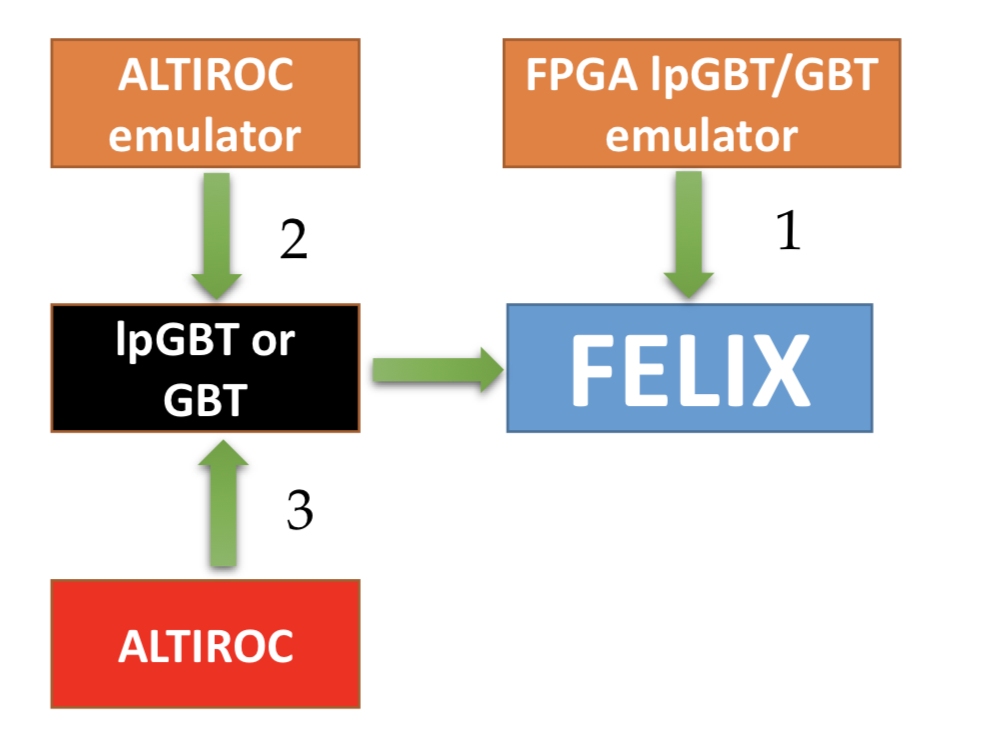 ALTIROC
emulator
FPGA lpGBT/GBT
emulator
2
1
lpGBT or
GBT
FELIX
3
ALTIROC